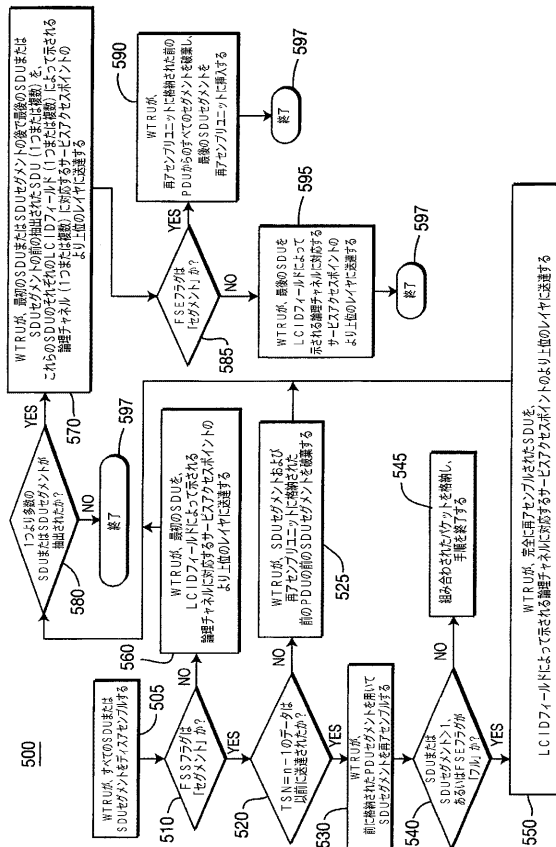 500
WTRUが、すべてのSDUまたは
SDUセグメントをディスアセンブルする
505
FSSフラグは
「セグメント」か?
510
NO
YES
WTRUが、最初のSDUを、
LCIDフィールドによって示される
論理チャネルに対応するサービスアクセスポイントの
より上位のレイヤに送達する
560
TSN=n-1のデータは
以前に送達されたか?
520
NO
YES
WTRUが、SDUセグメントおよび
再アセンブリユニットに格納された
前のPDUの前のSDUセグメントを破棄する
525
WTRUが、
前に格納されたPDUセグメントを用いて
SDUセグメントを再アセンブルする
530
SDUまたは
SDUセグメント>1、
あるいはFSEフラグが
「フル」か?
540
NO
YES
組み合わされたパケットを格納し、
手順を終了する
545
WTRUが、完全に再アセンブルされたSDUを、
LCIDフィールドによって示される論理チャネルに対応するサービスアクセスポイントのより上位のレイヤに送達する
550
1つより多数の
SDUまたはSDUセグメントが
抽出されたか?
580
YES
NO
終了
597
WTRUが、最初のSDUまたはSDUセグメントの後で最後のSDUまたは
SDUセグメントの前の抽出されたSDU(1つまたは複数)を、
これらのSDUのそれぞれのLCIDフィールド(1つまたは複数)によって示される
論理チャネル(1つまたは複数)に対応するサービスアクセスポイントの
より上位のレイヤに送達する
570
FSEフラグは
「セグメント」か?
585
YES
NO
WTRUが、
再アセンブリユニットに格納された前の
PDUからのすべてのセグメントを破棄し、
最後のSDUセグメントを
再アセンブリユニットに挿入する
590
終了
597
WTRUが、最後のSDUを
LCIDフィールドによって
示される論理チャネルに対応する
サービスアクセスポイントの
より上位のレイヤに送達する
595
終了
597